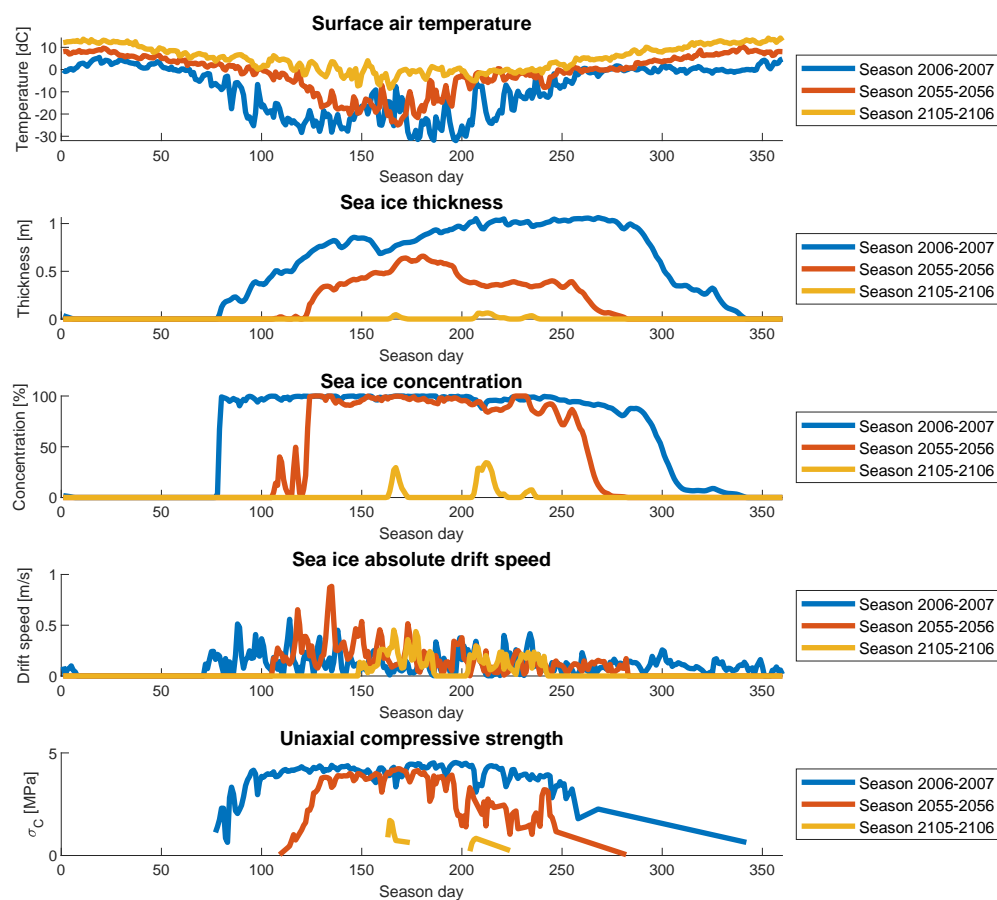 Surface air temperature
Temperature [dC]
10
0
-10
-20
-30
0 50 100 150 200 250 300 350
Season day
Season 2006-2007
Season 2055-2056
Season 2105-2106
Sea ice thickness
Thickness [m]
1
0.5
0
0 50 100 150 200 250 300 350
Season day
Season 2006-2007
Season 2055-2056
Season 2105-2106
Sea ice concentration
Concentration [%]
100
50
0
0 50 100 150 200 250 300 350
Season day
Season 2006-2007
Season 2055-2056
Season 2105-2106
Sea ice absolute drift speed
Drift speed [m/s]
1
0.5
0
0 50 100 150 200 250 300 350
Season day
Season 2006-2007
Season 2055-2056
Season 2105-2106
Uniaxial compressive strength
σC [MPa]
5
0
0 50 100 150 200 250 300 350
Season day
Season 2006-2007
Season 2055-2056
Season 2105-2106